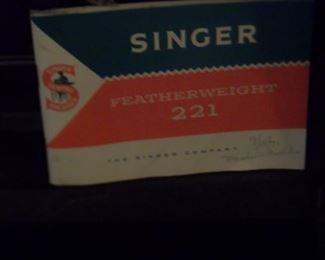 SINGER
FEATHERWEIGHT
221
THE SINGER COMPANY